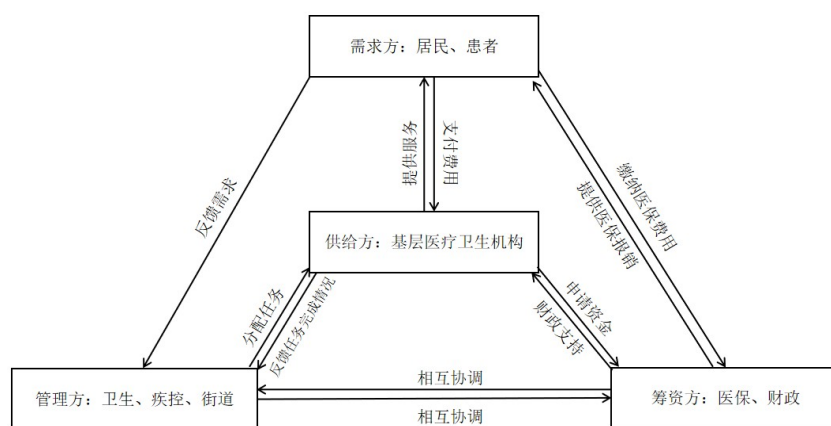 需求方：居民、患者
提供服务
支付费用
反馈需求
缴纳医保费用
提供医保报销
供给方：基层医疗卫生机构
分配任务
反馈任务完成情况
申请资金
财政支持
管理方：卫生、疾控、街道
相互协调
相互协调
筹资方：医保、财政